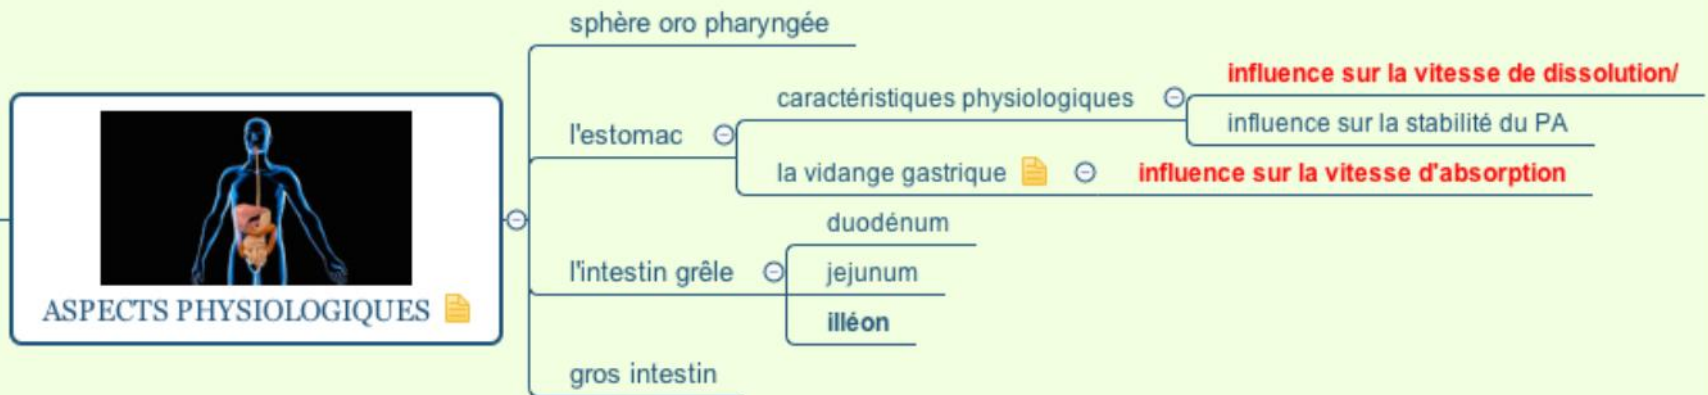 sphère oro pharyngée
influence sur la vitesse de dissolution/
caractéristiques physiologiques
influence sur la stabilité du PA
l'estomac
la vidange gastrique
influence sur la vitesse d'absorption
duodénum
l'intestin grêle
jejunum
illéon
gros intestin
ASPECTS PHYSIOLOGIQUES